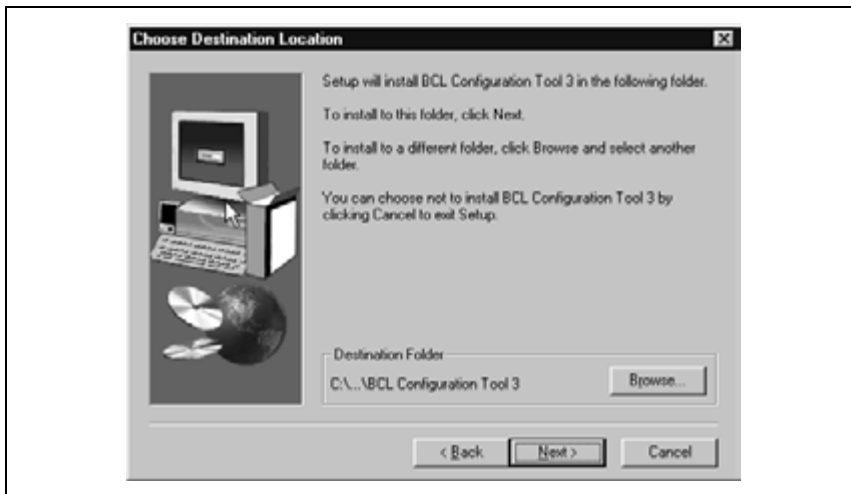 Choose Destination Location
Setup will install BCL Configuration Tool 3 in the following folder.
To install to this folder, click Next.
To install to a different folder, click Browse and select another
folder.
You can choose not to install BCL Configuration Tool 3 by
clicking Cancel to exit Setup.
Destination Folder
C:\...\BCL Configuration Tool 3
Browse...
< Back
Next >
Cancel